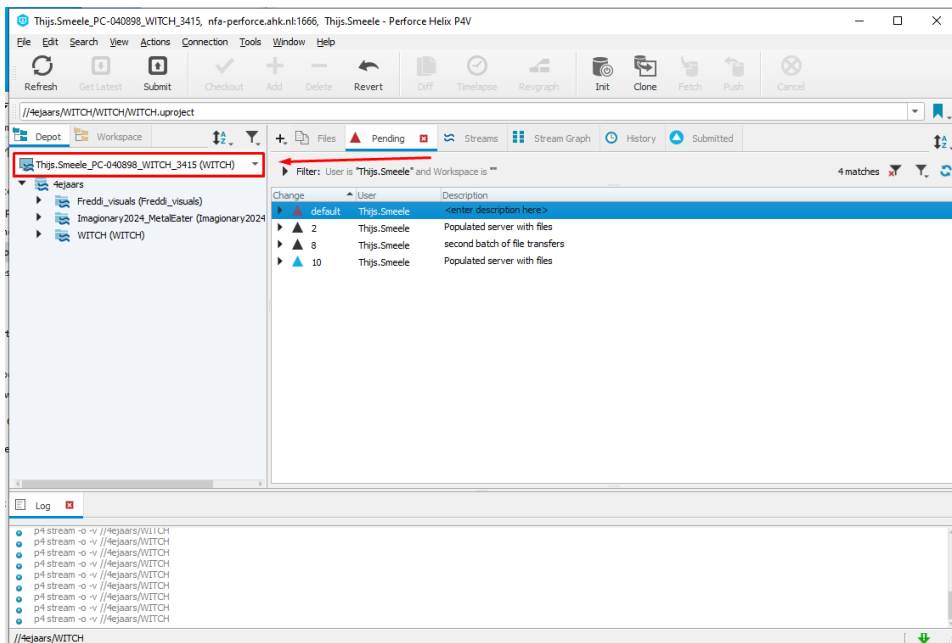 Thijs.Smeele_PC-040898_WITCH_3415, nfa-perforce.ahk.nl:1666, Thijs.Smeele - Perforce Helix P4V
File Edit Search View Actions Connection Tools Window Help
Refresh Get Latest Submit Checkout Add Delete Revert Diff Timelapse Revgraph Init Clone Fetch Push Cancel
//4ejaars/WITCH/WITCH/WITCH.uproject
Depot Workspace Files Pending Streams Stream Graph History Submitted
Thijs.Smeele_PC-040898_WITCH_3415 (WITCH)
Filter: User is "Thijs.Smeele" and Workspace is "" 4 matches
4ejaars
Freddi_visuals (Freddi_visuals)
Imagionary2024_MetalEater (Imagionary2024
WITCH (WITCH)
Change User Description
default Thijs.Smeele <enter description here>
2 Thijs.Smeele Populated server with files
8 Thijs.Smeele second batch of file transfers
10 Thijs.Smeele Populated server with files
Log
p4 stream -o -v //4ejaars/WITCH
p4 stream -o -v //4ejaars/WITCH
p4 stream -o -v //4ejaars/WITCH
p4 stream -o -v //4ejaars/WITCH
p4 stream -o -v //4ejaars/WITCH
p4 stream -o -v //4ejaars/WITCH
p4 stream -o -v //4ejaars/WITCH
p4 stream -o -v //4ejaars/WITCH
p4 stream -o -v //4ejaars/WITCH
//4ejaars/WITCH